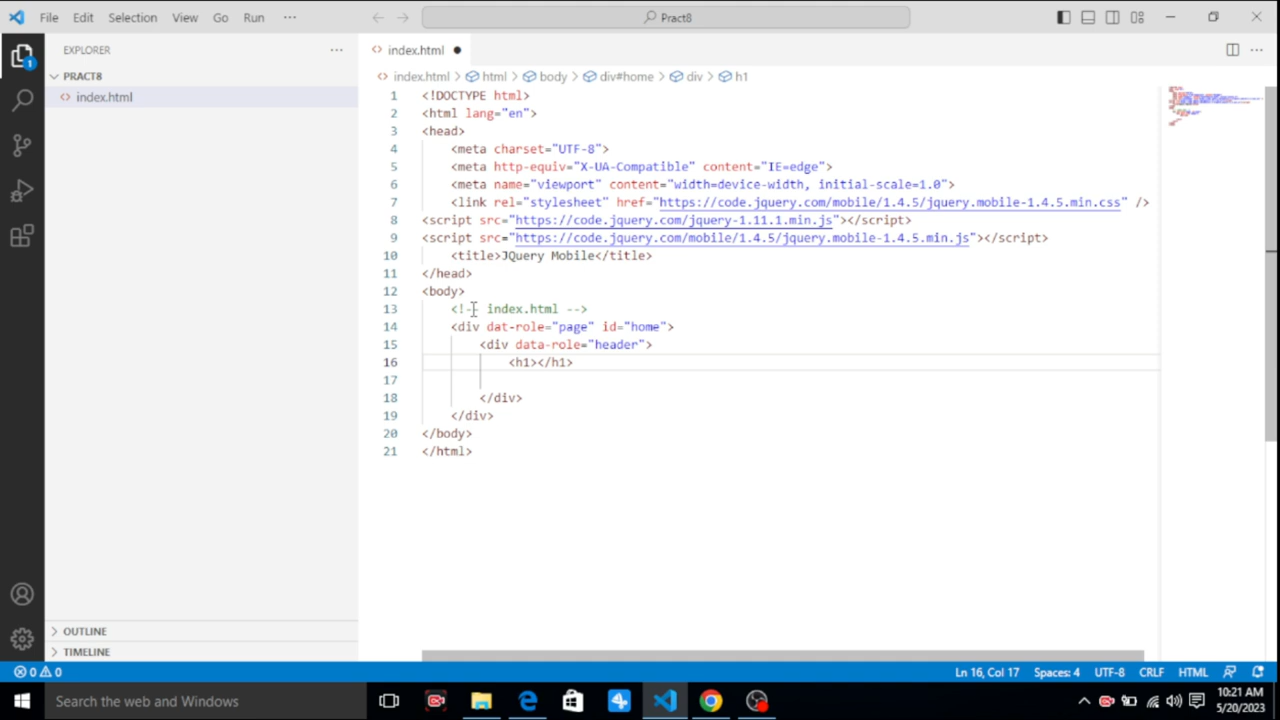 File Edit Selection View Go Run ··· Pract8
EXPLORER ···
index.html
PRACT8
index.html
index.html > html > body > div#home > div > h1
1 <!DOCTYPE html>
2 <html lang="en">
3 <head>
4 <meta charset="UTF-8">
5 <meta http-equiv="X-UA-Compatible" content="IE=edge">
6 <meta name="viewport" content="width=device-width, initial-scale=1.0">
7 <link rel="stylesheet" href="https://code.jquery.com/mobile/1.4.5/jquery.mobile-1.4.5.min.css" />
8 <script src="https://code.jquery.com/jquery-1.11.1.min.js"></script>
9 <script src="https://code.jquery.com/mobile/1.4.5/jquery.mobile-1.4.5.min.js"></script>
10 <title>JQuery Mobile</title>
11 </head>
12 <body>
13 <!-- index.html -->
14 <div dat-role="page" id="home">
15 <div data-role="header">
16 <h1></h1>
17
18 </div>
19 </div>
20 </body>
21 </html>
1
OUTLINE
TIMELINE
0 0 Ln 16, Col 17 Spaces: 4 UTF-8 CRLF HTML
Search the web and Windows
10:21 AM
5/20/2023